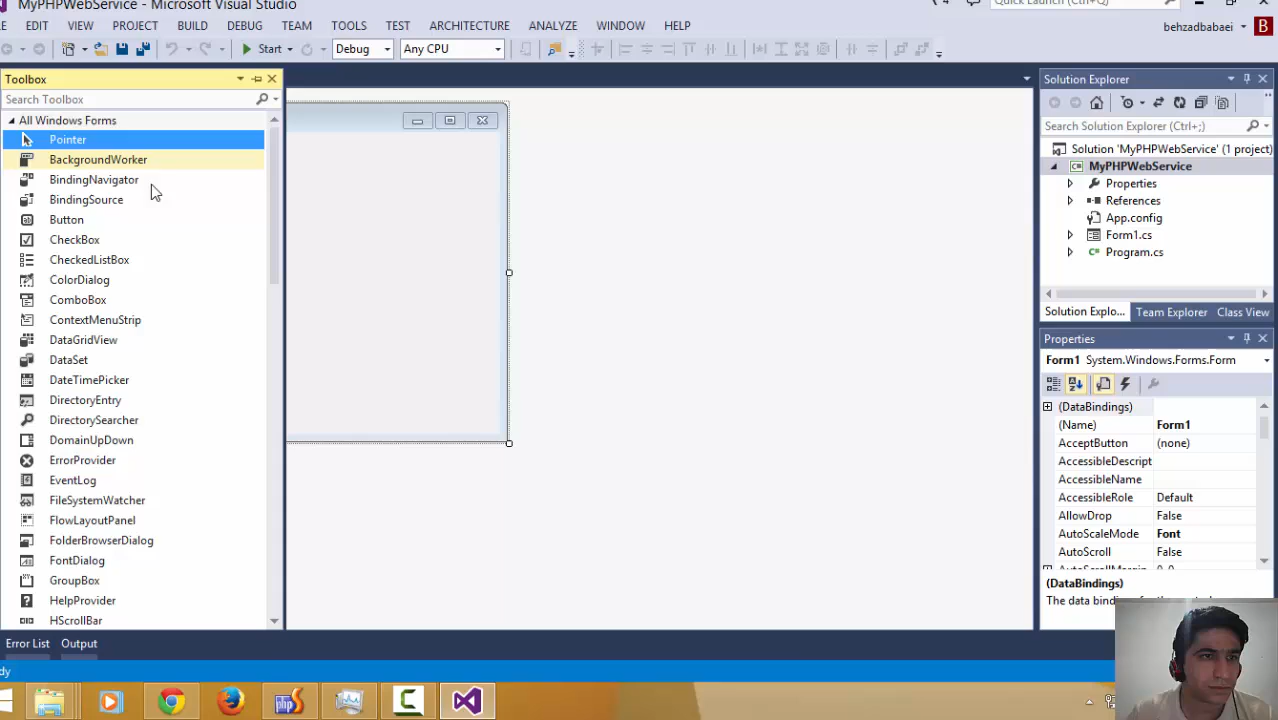 MyPHPWebService - Microsoft Visual Studio
4
Quick Launch (Ctrl+Q)
EDIT VIEW PROJECT BUILD DEBUG TEAM TOOLS TEST ARCHITECTURE ANALYZE WINDOW HELP
behzadbabaei B
Start Debug Any CPU
Toolbox
Search Toolbox
All Windows Forms
Pointer
BackgroundWorker
BindingNavigator
BindingSource
Button
CheckBox
CheckedListBox
ColorDialog
ComboBox
ContextMenuStrip
DataGridView
DataSet
DateTimePicker
DirectoryEntry
DirectorySearcher
DomainUpDown
ErrorProvider
EventLog
FileSystemWatcher
FlowLayoutPanel
FolderBrowserDialog
FontDialog
GroupBox
HelpProvider
HScrollBar
Solution Explorer
Search Solution Explorer (Ctrl+;)
Solution 'MyPHPWebService' (1 project)
MyPHPWebService
Properties
References
App.config
Form1.cs
Program.cs
Solution Explo... Team Explorer Class View
Properties
Form1 System.Windows.Forms.Form
(DataBindings)
(Name) Form1
AcceptButton (none)
AccessibleDescript
AccessibleName
AccessibleRole Default
AllowDrop False
AutoScaleMode Font
AutoScroll False
(DataBindings)
Error List Output
dy